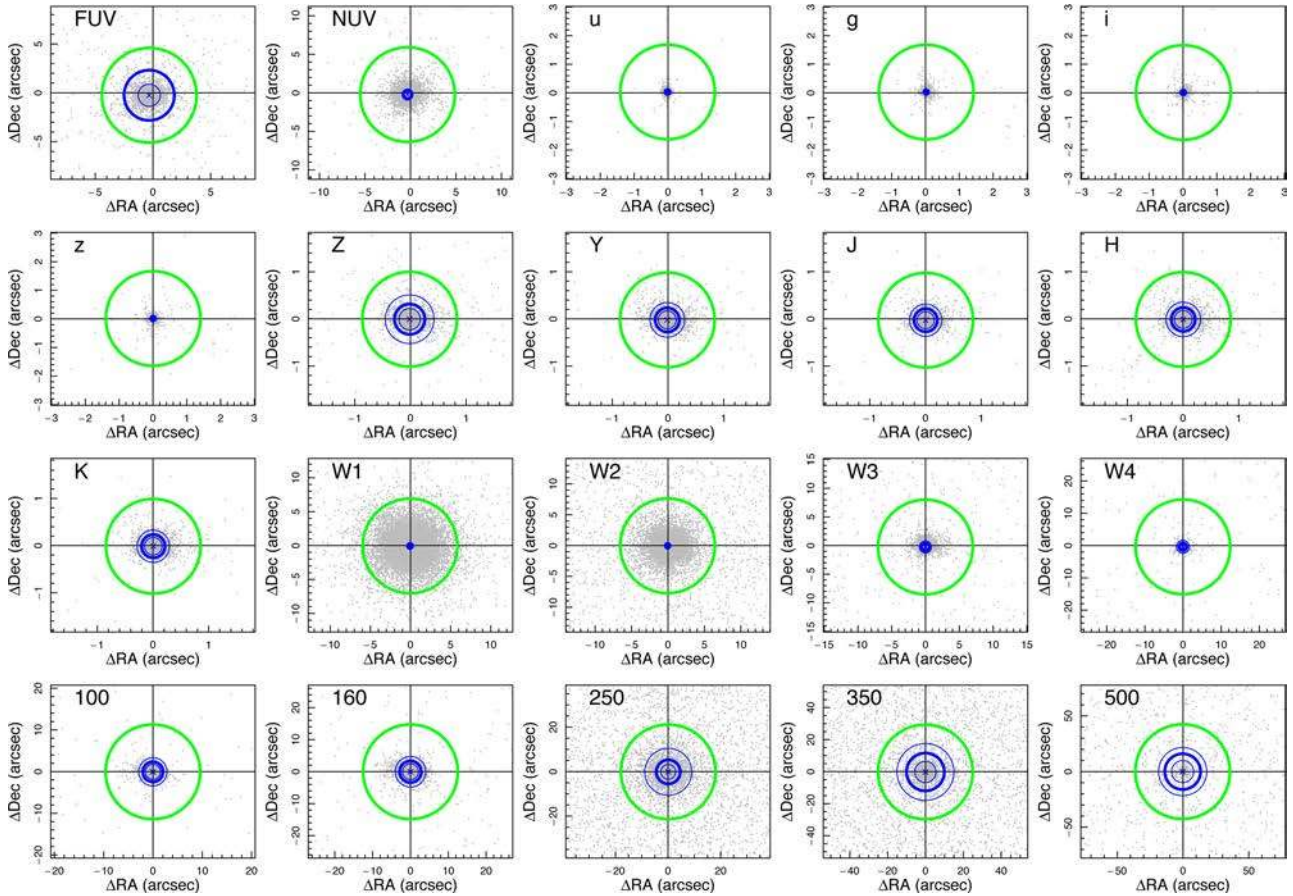 FUV NUV u g i
ΔDec (arcsec) ΔDec (arcsec) ΔDec (arcsec) ΔDec (arcsec) ΔDec (arcsec)
−5 0 5 −10 −5 0 5 10 −3 −2 −1 0 1 2 3 −3 −2 −1 0 1 2 3 −3 −2 −1 0 1 2 3
−5 0 5 −10 −5 0 5 10 −3 −2 −1 0 1 2 3 −3 −2 −1 0 1 2 3 −3 −2 −1 0 1 2 3
ΔRA (arcsec) ΔRA (arcsec) ΔRA (arcsec) ΔRA (arcsec) ΔRA (arcsec)
z Z Y J H
ΔDec (arcsec) ΔDec (arcsec) ΔDec (arcsec) ΔDec (arcsec) ΔDec (arcsec)
−3 −2 −1 0 1 2 3 −1 0 1 −1 0 1 −1 0 1 −1 0 1
−3 −2 −1 0 1 2 3 −1 0 1 −1 0 1 −1 0 1 −1 0 1
ΔRA (arcsec) ΔRA (arcsec) ΔRA (arcsec) ΔRA (arcsec) ΔRA (arcsec)
K W1 W2 W3 W4
ΔDec (arcsec) ΔDec (arcsec) ΔDec (arcsec) ΔDec (arcsec) ΔDec (arcsec)
−1 0 1 −10 −5 0 5 10 −10 −5 0 5 10 −15 −10 −5 0 5 10 15 −20 −10 0 10 20
−1 0 1 −10 −5 0 5 10 −10 −5 0 5 10 −15 −10 −5 0 5 10 15 −20 −10 0 10 20
ΔRA (arcsec) ΔRA (arcsec) ΔRA (arcsec) ΔRA (arcsec) ΔRA (arcsec)
100 160 250 350 500
ΔDec (arcsec) ΔDec (arcsec) ΔDec (arcsec) ΔDec (arcsec) ΔDec (arcsec)
−20 −10 0 10 20 −20 −10 0 10 20 −20 0 20 −40 −20 0 20 40 −50 0 50
−20 −10 0 10 20 −20 −10 0 10 20 −20 0 20 −40 −20 0 20 40 −50 0 50
ΔRA (arcsec) ΔRA (arcsec) ΔRA (arcsec) ΔRA (arcsec) ΔRA (arcsec)